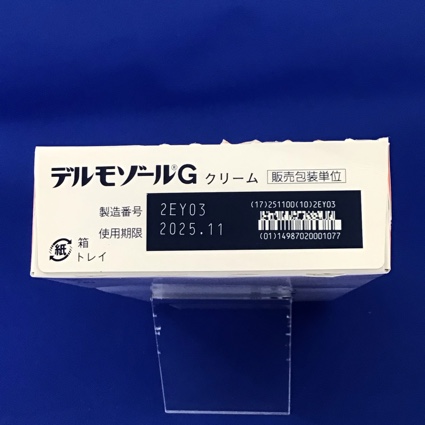 デルモゾール®G クリーム 販売包装単位
製造番号 2EY03
使用期限 2025.11
(17)251100(10)2EY03
(01)14987020001077
紙 箱
トレイ